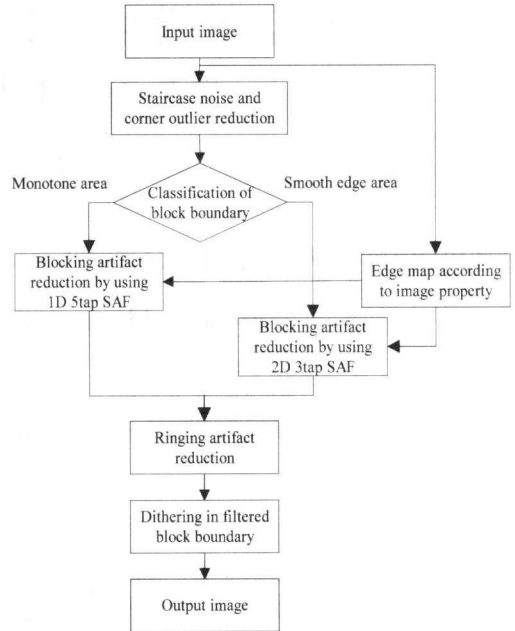 Input image
Staircase noise and
corner outlier reduction
Monotone area
Classification of
block boundary
Smooth edge area
Blocking artifact
reduction by using
1D 5tap SAF
Edge map according
to image property
Blocking artifact
reduction by using
2D 3tap SAF
Ringing artifact
reduction
Dithering in filtered
block boundary
Output image